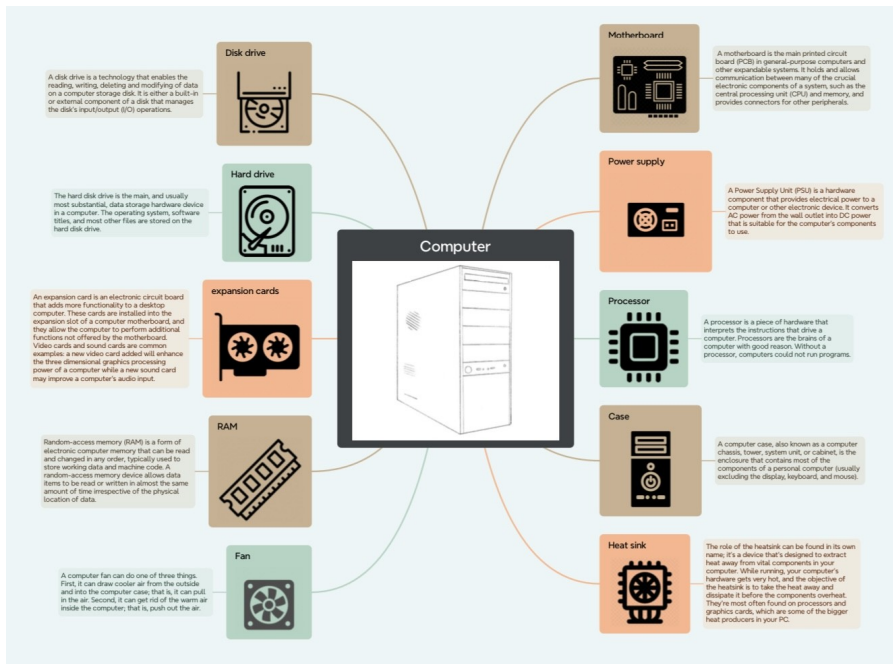 Disk drive
A disk drive is a technology that enables the
reading, writing, deleting and modifying of data
on a computer storage disk. It is either a built-in
or external component of a disk that manages
the disk's input/output (I/O) operations.
Hard drive
The hard disk drive is the main, and usually
most substantial, data storage hardware device
in a computer. The operating system, software
titles, and most other files are stored on the
hard disk drive.
expansion cards
An expansion card is an electronic circuit board
that adds more functionality to a desktop
computer. These cards are installed into the
expansion slot of a computer motherboard, and
they allow the computer to perform additional
functions not offered by the motherboard.
Video cards and sound cards are common
examples: a new video card added will enhance
the three dimensional graphics processing
power of a computer while a new sound card
may improve a computer's audio input.
RAM
Random-access memory (RAM) is a form of
electronic computer memory that can be read
and changed in any order, typically used to
store working data and machine code. A
random-access memory device allows data
items to be read or written in almost the same
amount of time irrespective of the physical
location of data.
Fan
A computer fan can do one of three things.
First, it can draw cooler air from the outside
and into the computer case; that is, it can pull
in the air. Second, it can get rid of the warm air
inside the computer; that is, push out the air.
Computer
Motherboard
A motherboard is the main printed circuit
board (PCB) in general-purpose computers and
other expandable systems. It holds and allows
communication between many of the crucial
electronic components of a system, such as the
central processing unit (CPU) and memory, and
provides connectors for other peripherals.
Power supply
A Power Supply Unit (PSU) is a hardware
component that provides electrical power to a
computer or other electronic device. It converts
AC power from the wall outlet into DC power
that is suitable for the computer's components
to use.
Processor
A processor is a piece of hardware that
interprets the instructions that drive a
computer. Processors are the brains of a
computer with good reason. Without a
processor, computers could not run programs.
Case
A computer case, also known as a computer
chassis, tower, system unit, or cabinet, is the
enclosure that contains most of the
components of a personal computer (usually
excluding the display, keyboard, and mouse).
Heat sink
The role of the heatsink can be found in its own
name; it's a device that's designed to extract
heat away from vital components in your
computer. While running, your computer's
hardware gets very hot, and the objective of
the heatsink is to take the heat away and
dissipate it before the components overheat.
They're most often found on processors and
graphics cards, which are some of the bigger
heat producers in your PC.